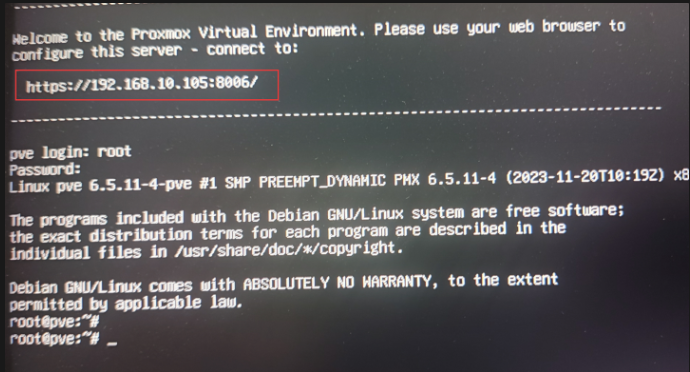 ------------------------------------------------------------------------------
Welcome to the Proxmox Virtual Environment. Please use your web browser to
configure this server - connect to:
https://192.168.10.105:8006/
------------------------------------------------------------------------------
pve login: root
Password:
Linux pve 6.5.11-4-pve #1 SMP PREEMPT_DYNAMIC PMX 6.5.11-4 (2023-11-20T10:19Z) x8
The programs included with the Debian GNU/Linux system are free software;
the exact distribution terms for each program are described in the
individual files in /usr/share/doc/*/copyright.
Debian GNU/Linux comes with ABSOLUTELY NO WARRANTY, to the extent
permitted by applicable law.
root@pve:~#
root@pve:~# _